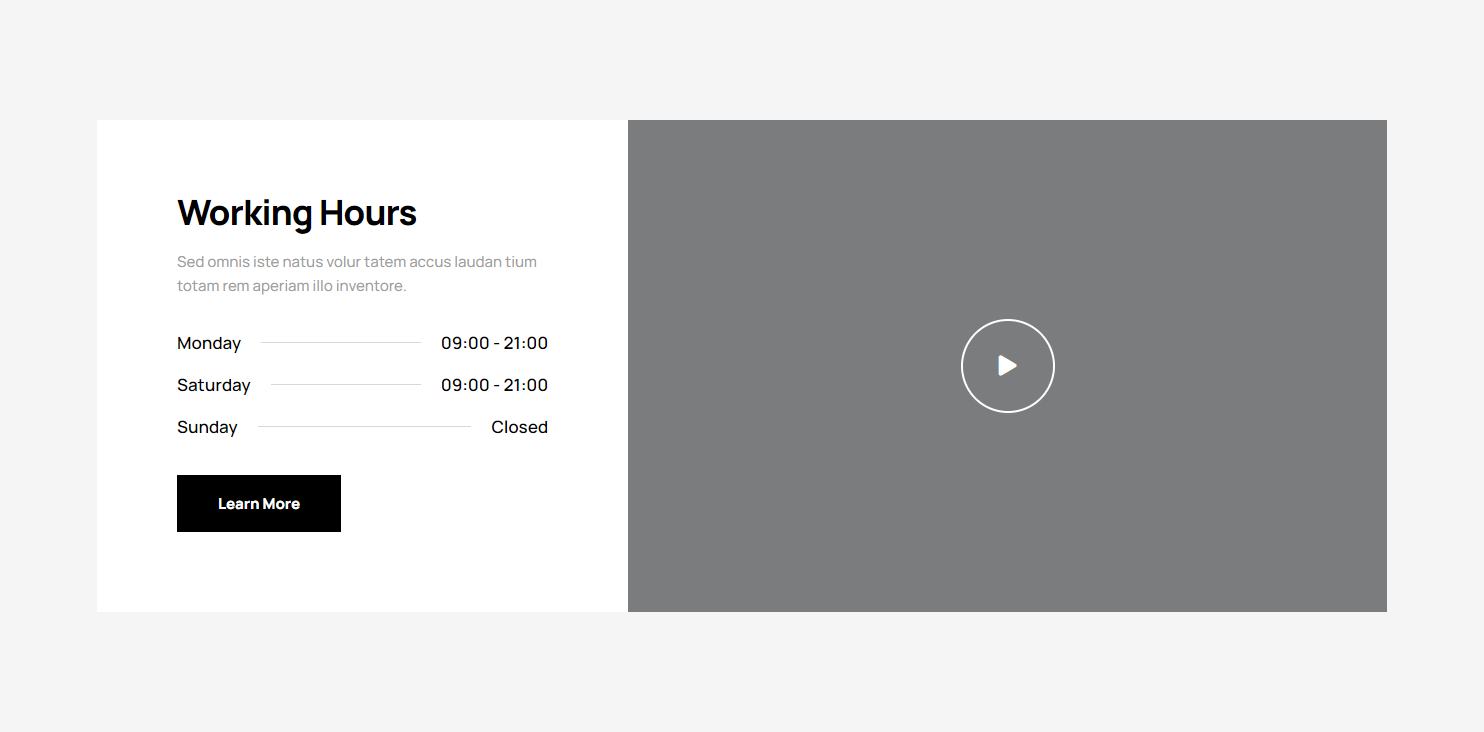 Working Hours
Sed omnis iste natus volur tatem accus laudan tium
totam rem aperiam illo inventore.
Monday 09:00 - 21:00
Saturday 09:00 - 21:00
Sunday Closed
Learn More